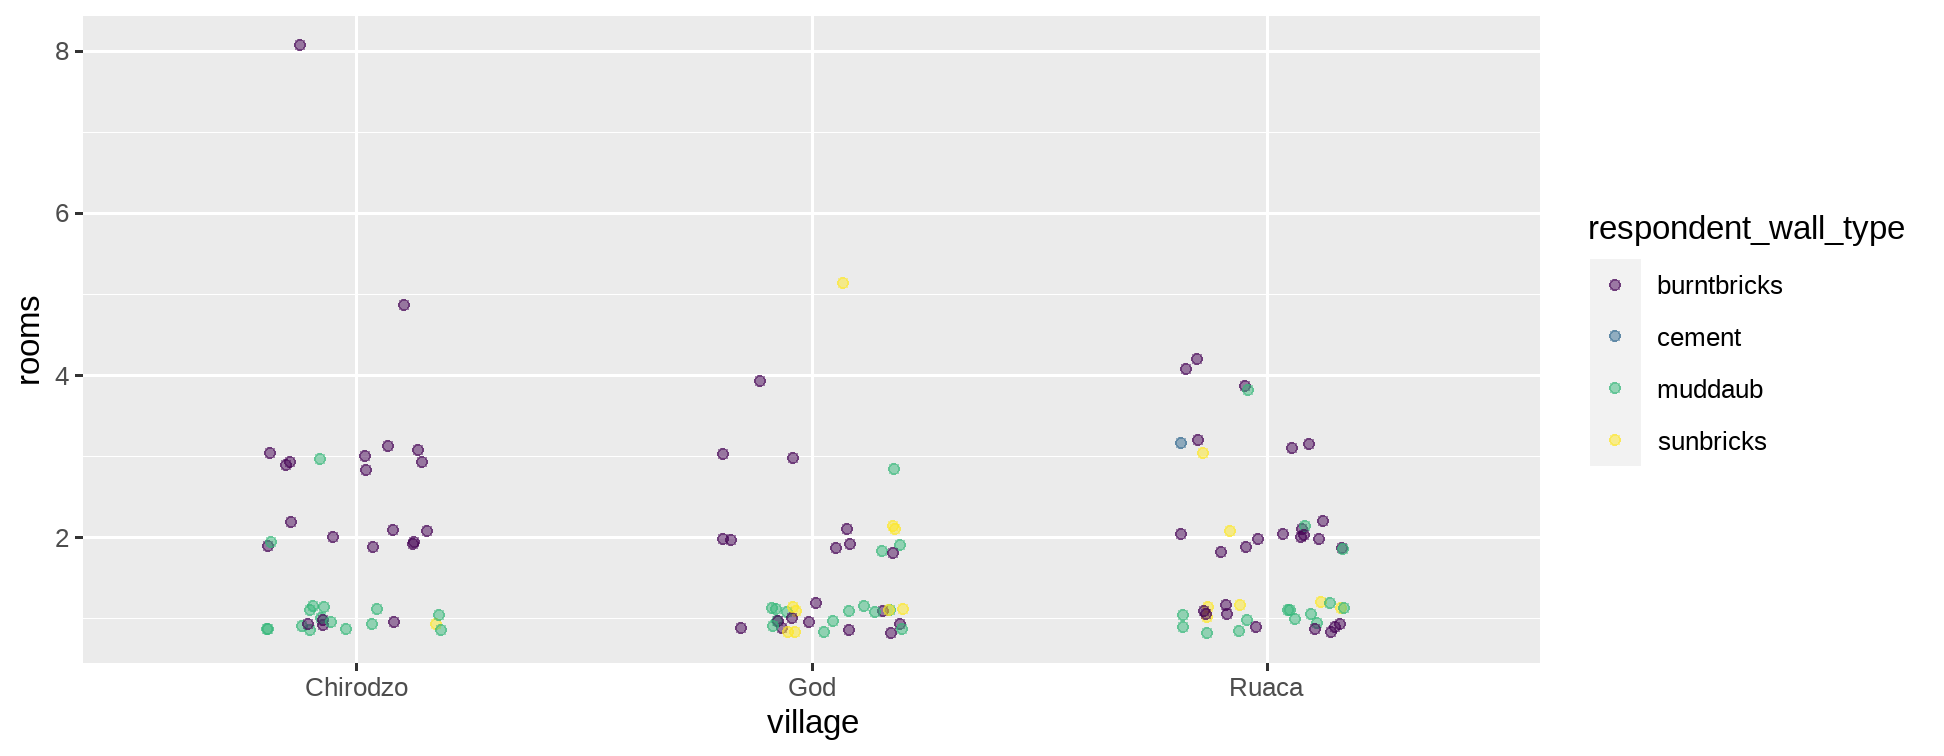 8
6
4
2
rooms
Chirodzo
God
Ruaca
village
respondent_wall_type
burntbricks
cement
muddaub
sunbricks